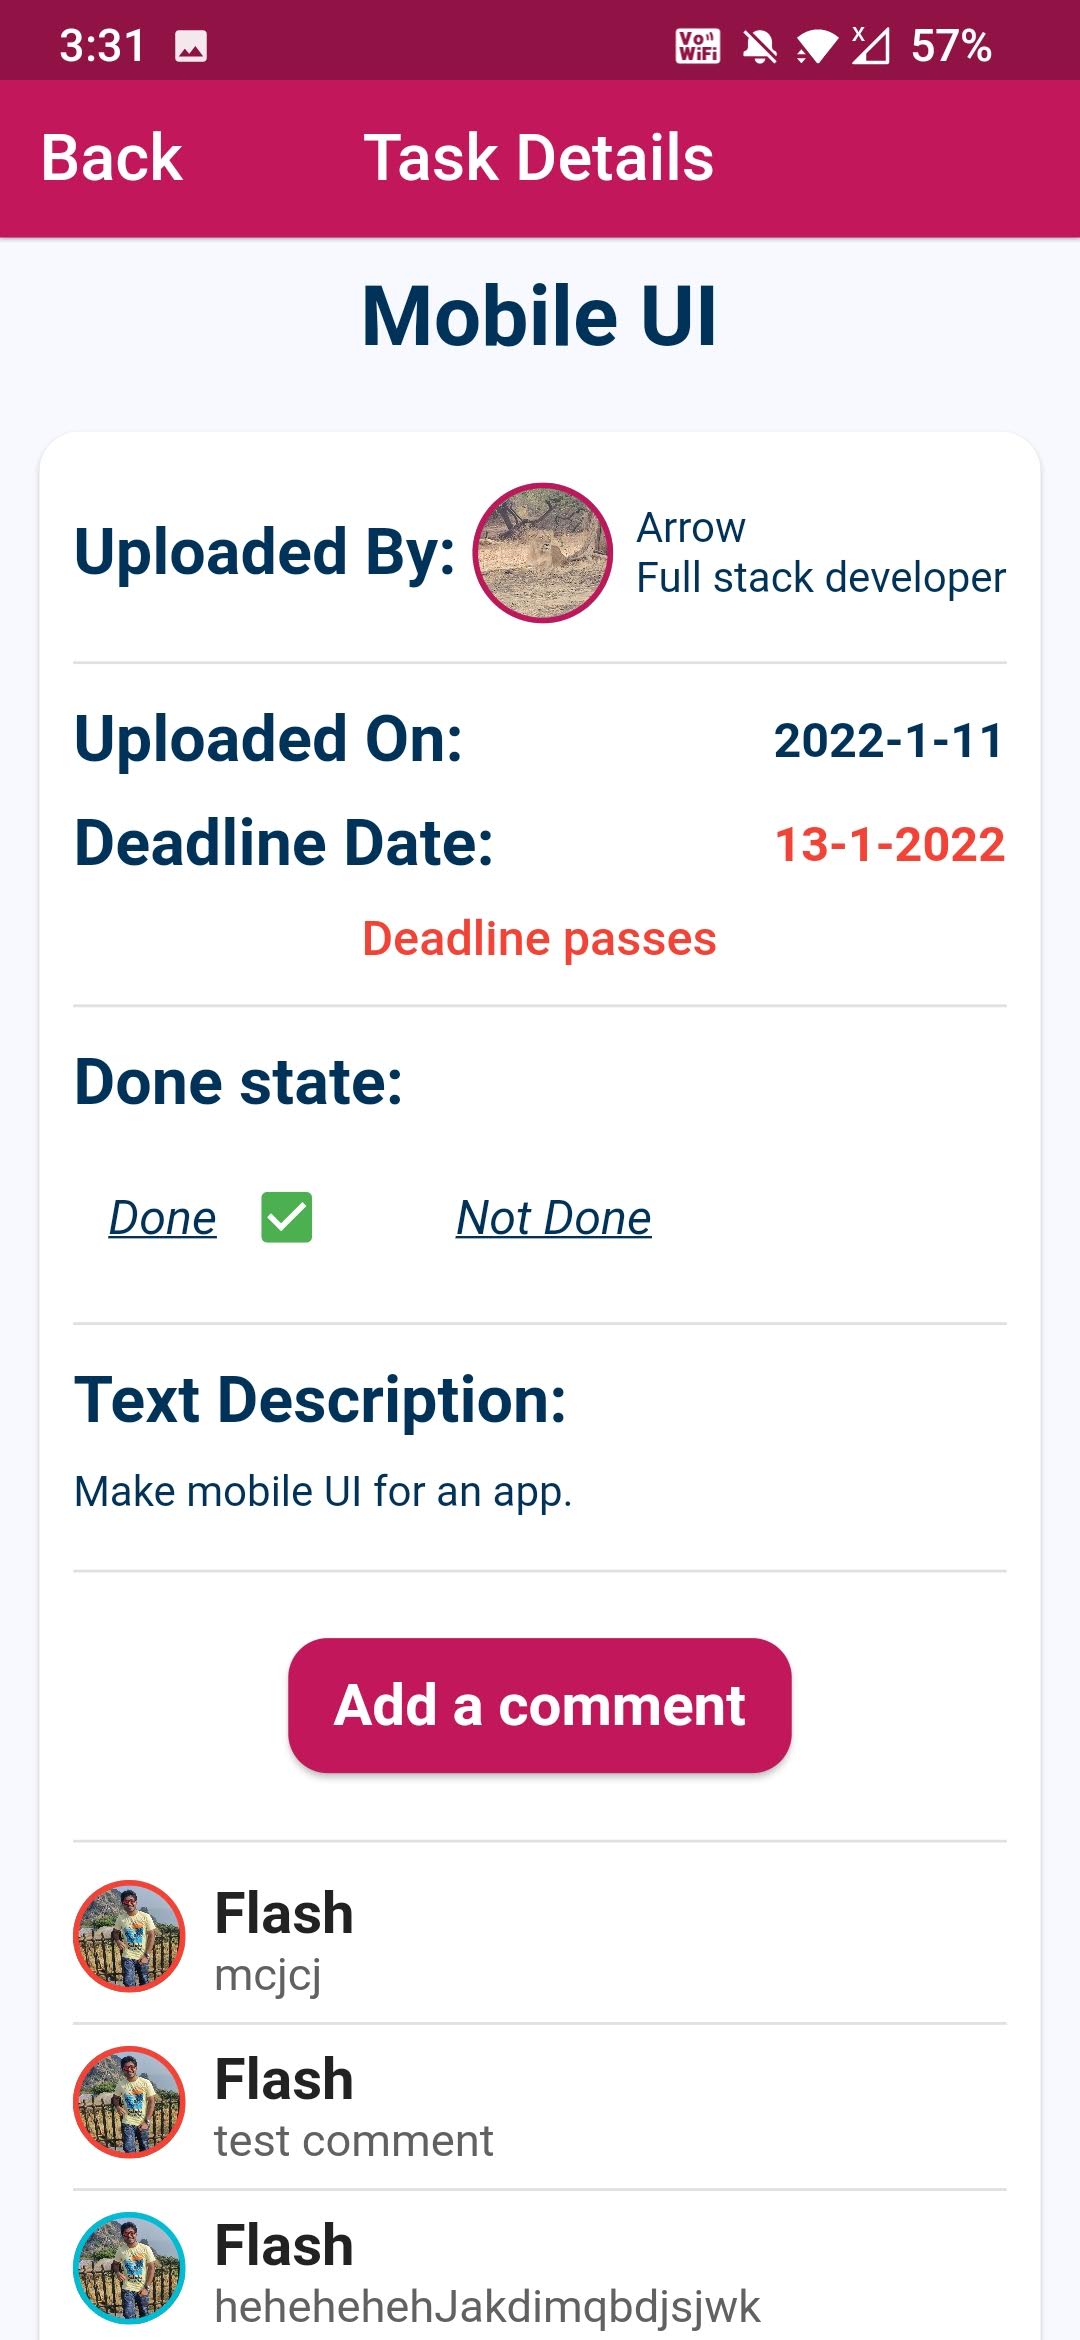 3:31
Vo)) WiFi
x
57%
Back
Task Details
Mobile UI
Uploaded By:
Arrow
Full stack developer
Uploaded On:
2022-1-11
Deadline Date:
13-1-2022
Deadline passes
Done state:
Done
Not Done
Text Description:
Make mobile UI for an app.
Add a comment
Flash
mcjcj
Flash
test comment
Flash
hehehehehJakdimqbdjsjwk